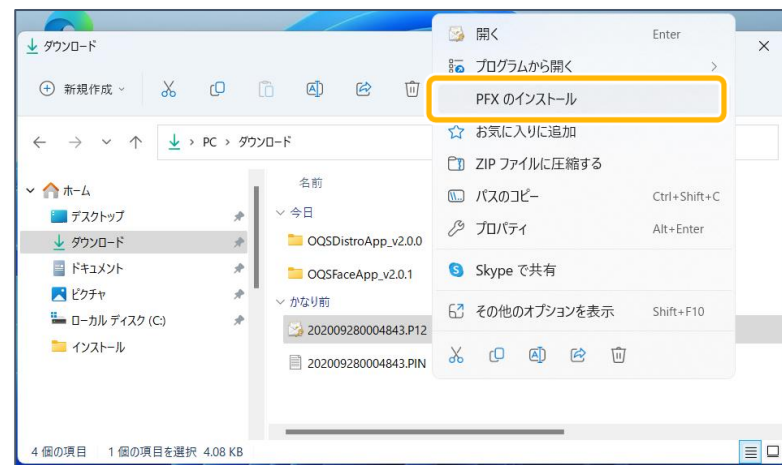 ダウンロード
新規作成
PC › ダウンロード
ホーム
デスクトップ
ダウンロード
ドキュメント
ピクチャ
ローカル ディスク (C:)
インストール
名前
今日
OQSDistroApp_v2.0.0
OQSFaceApp_v2.0.1
かなり前
202009280004843.P12
202009280004843.PIN
4 個の項目 1 個の項目を選択 4.08 KB
開く Enter
プログラムから開く
PFX のインストール
お気に入りに追加
ZIP ファイルに圧縮する
パスのコピー Ctrl+Shift+C
プロパティ Alt+Enter
Skype で共有
その他のオプションを表示 Shift+F10